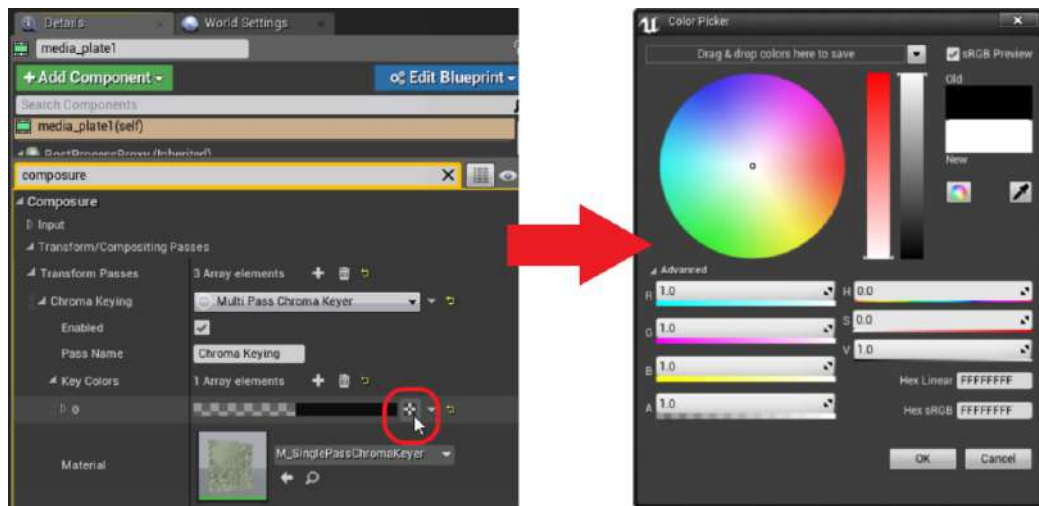 Details
World Settings
media_plate1
+Add Component
Edit Blueprint
Search Components
media_plate1(self)
PostProcessProxy (Inherited)
composure
Composure
Input
Transform/Compositing Passes
Transform Passes
3 Array elements
Chroma Keying
Multi Pass Chroma Keyer
Enabled
Pass Name
Chroma Keying
Key Colors
1 Array elements
0
Material
M_SinglePassChromaKeyer
Color Picker
Drag & drop colors here to save
sRGB Preview
Old
New
Advanced
R 1.0
H 0.0
G 1.0
S 0.0
B 1.0
V 1.0
Hex Linear FFFFFFFF
A 1.0
Hex sRGB FFFFFFFF
OK
Cancel